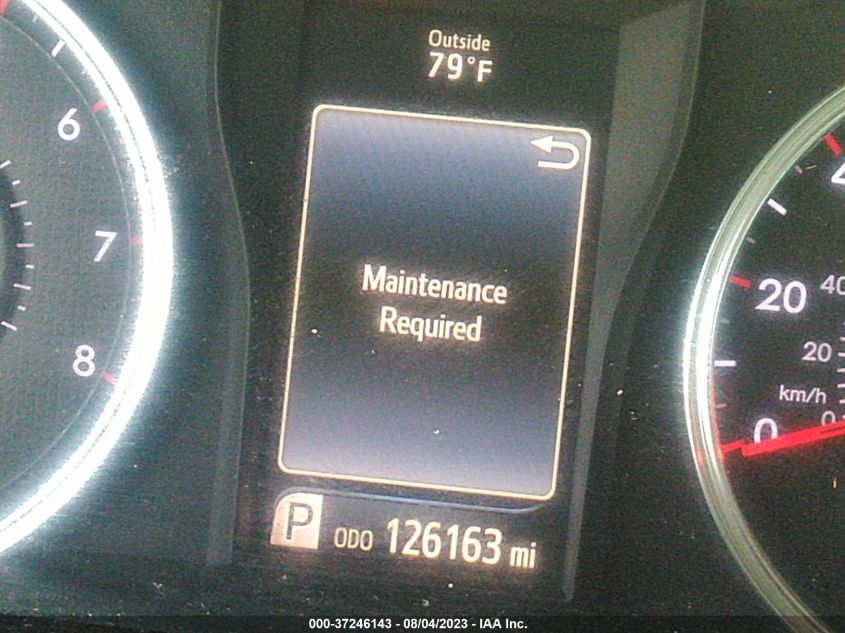 Outside
79°F
Maintenance
Required
P ODO 126163 mi
6
7
8
20
0
40
20
km/h
0
000-37246143 - 08/04/2023 - IAA Inc.